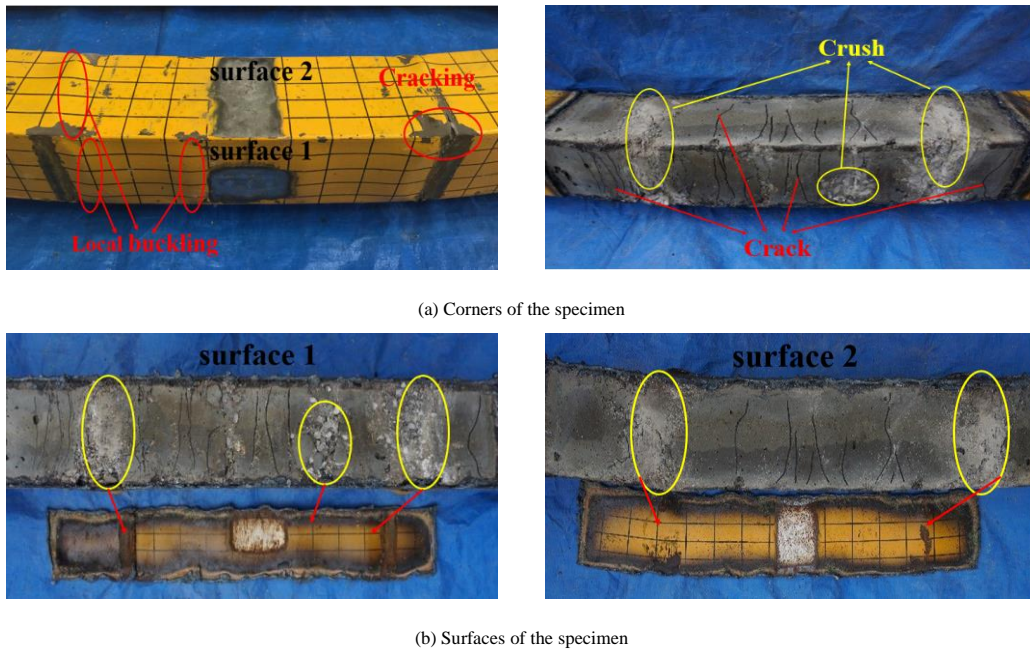 surface 2
Cracking
surface 1
Local buckling
Crush
Crack
(a) Corners of the specimen
surface 1
surface 2
(b) Surfaces of the specimen